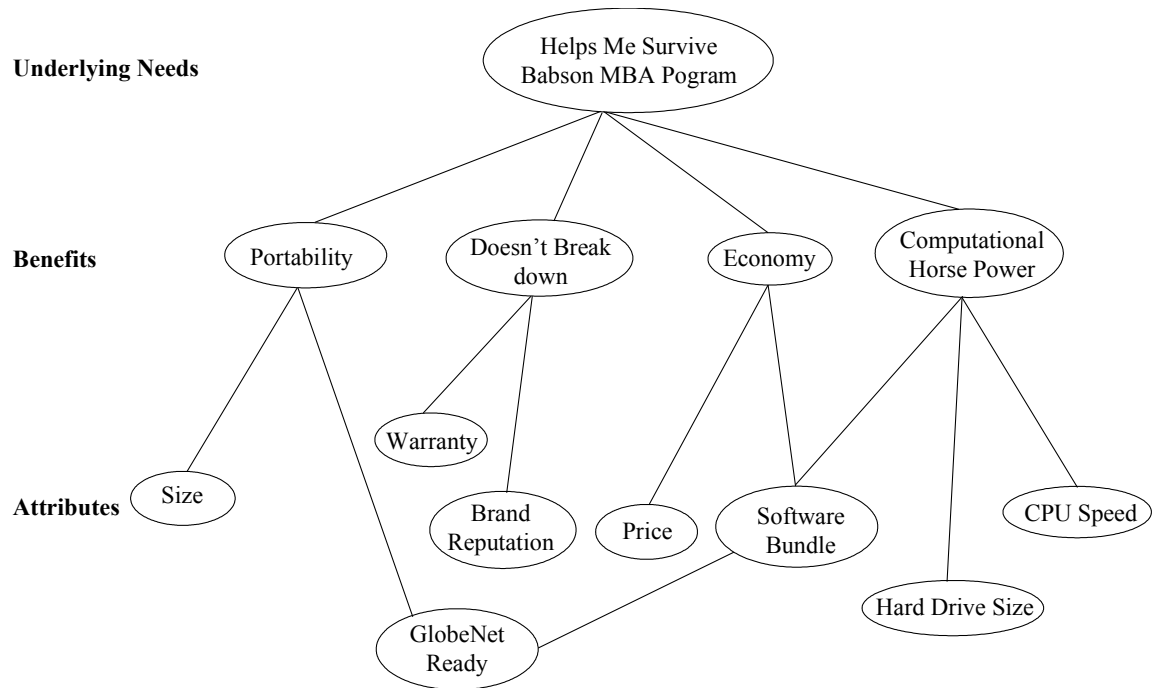 Helps Me Survive
Babson MBA Pogram
Underlying Needs
Benefits
Portability
Doesn’t Break
down
Economy
Computational
Horse Power
Warranty
Attributes
Size
Brand
Reputation
Price
Software
Bundle
CPU Speed
Hard Drive Size
GlobeNet
Ready